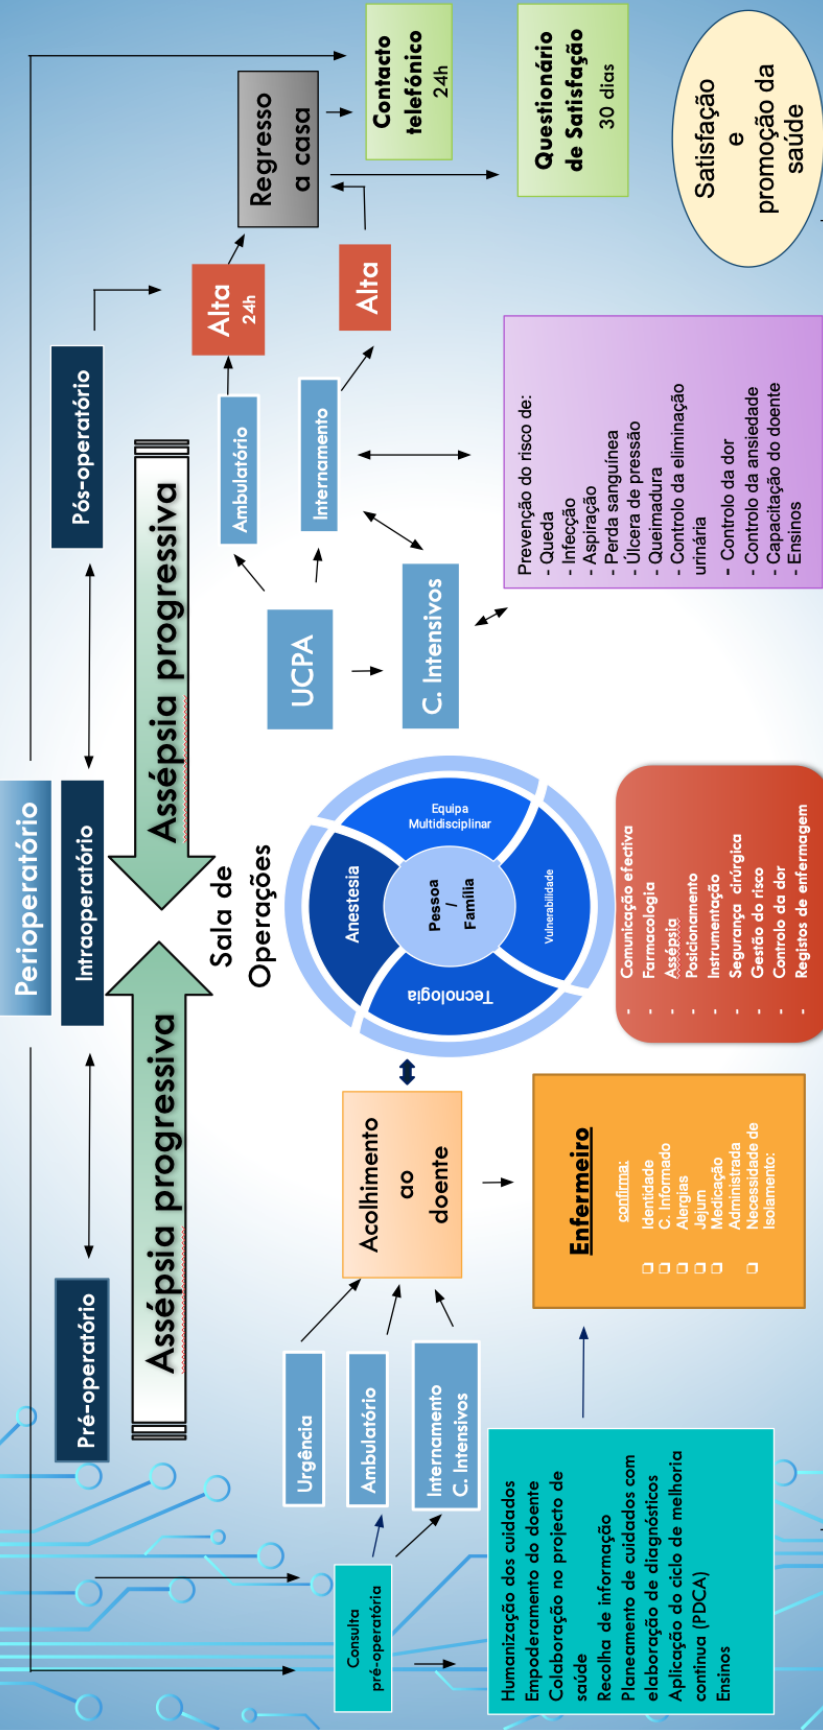 Perioperatório
Pré-operatório
Intraoperatório
Pós-operatório
Assépsia progressiva
Assépsia progressiva
Sala de
Operações
Consulta
pré-operatória
Urgência
Ambulatório
Internamento
C. Intensivos
Acolhimento
ao
doente
Anestesia
Equipa
Multidisciplinar
Vulnerabilidade
Tecnologia
Pessoa
/
Família
UCPA
Ambulatório
Internamento
C. Intensivos
Alta
24h
Alta
Regresso
a casa
Contacto
telefónico
24h
Questionário
de Satisfação
30 dias
Satisfação
e
promoção da
saúde
Humanização dos cuidados
Empoderamento do doente
Colaboração no projecto de
saúde
Recolha de informação
Planeamento de cuidados com
elaboração de diagnósticos
Aplicação do ciclo de melhoria
contínua (PDCA)
Ensinos
Enfermeiro
confirma:
❑ Identidade
❑ C. Informado
❑ Alergias
❑ Jejum
❑ Medicação
Administrada
❑ Necessidade de
Isolamento:
- Comunicação efectiva
- Farmacologia
- Assépsia
- Posicionamento
- Instrumentação
- Segurança cirúrgica
- Gestão do risco
- Controlo da dor
- Registos de enfermagem
Prevenção do risco de:
- Queda
- Infecção
- Aspiração
- Perda sanguínea
- Úlcera de pressão
- Queimadura
- Controlo da eliminação
urinária
- Controlo da dor
- Controlo da ansiedade
- Capacitação do doente
- Ensinos